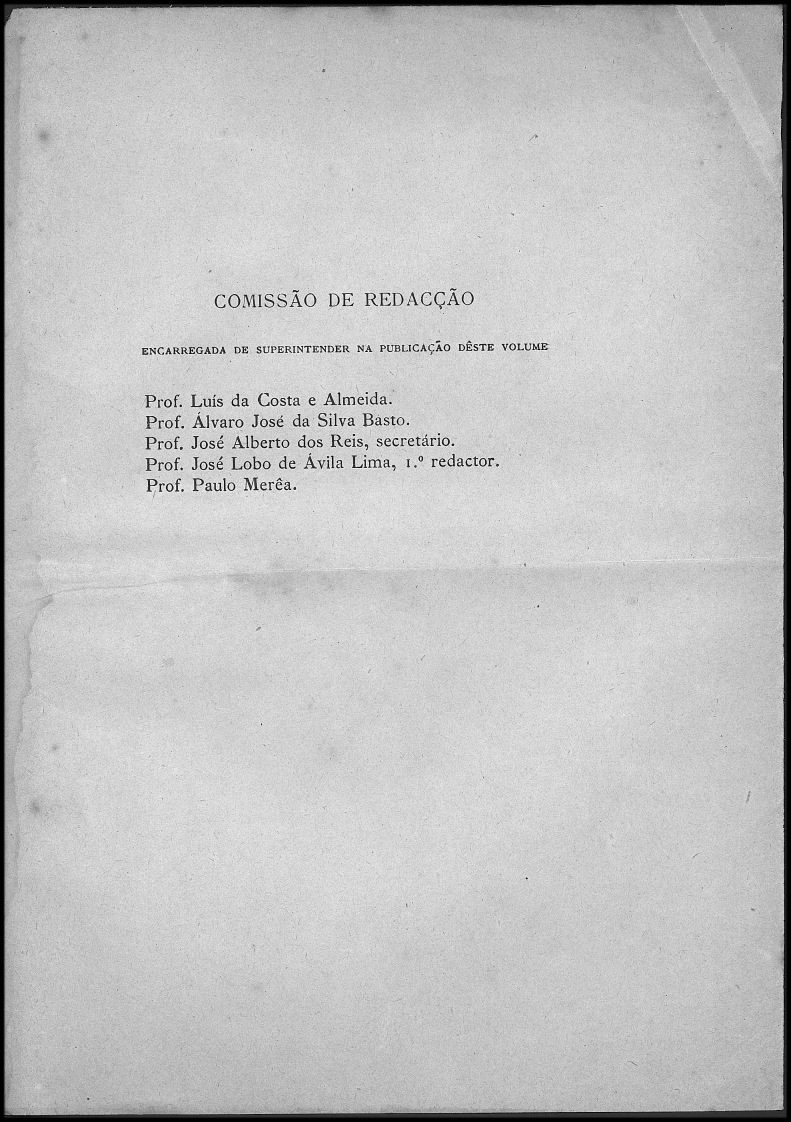 COMISSÃO DE REDACÇÃO
ENCARREGADA DE SUPERINTENDER NA PUBLICAÇÃO DÊSTE VOLUME
Prof. Luís da Costa e Almeida.
Prof. Álvaro José da Silva Basto.
Prof. José Alberto dos Reis, secretário.
Prof. José Lobo de Ávila Lima, 1.º redactor.
Prof. Paulo Merêa.